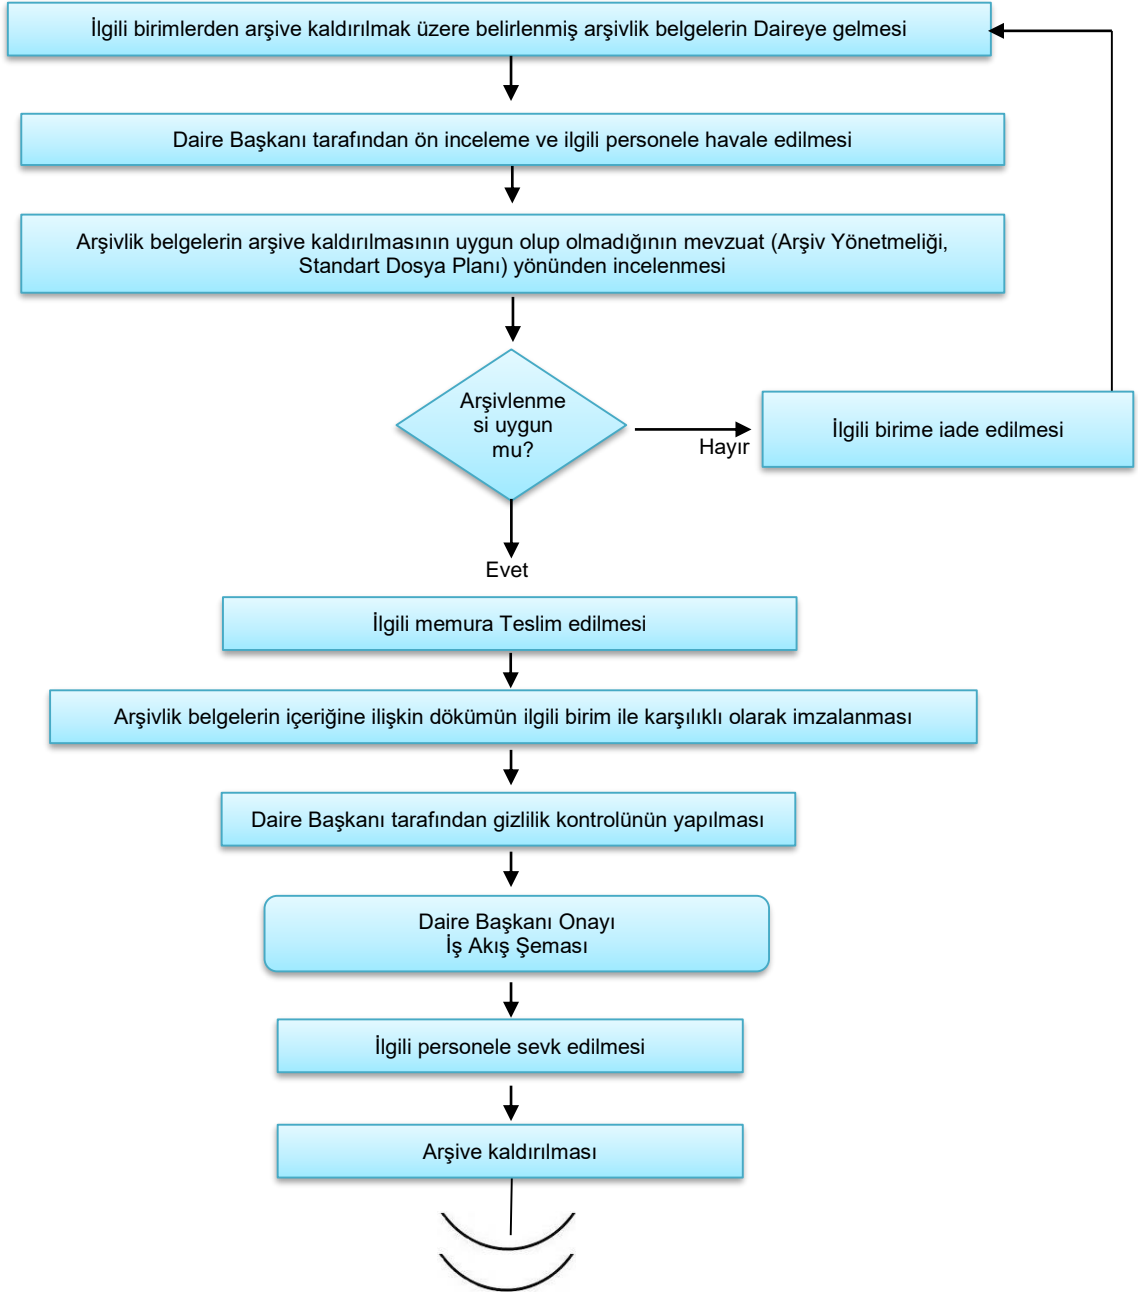 İlgili birimlerden arşive kaldırılmak üzere belirlenmiş arşivlik belgelerin Daireye gelmesi
Daire Başkanı tarafından ön inceleme ve ilgili personele havale edilmesi
Arşivlik belgelerin arşive kaldırılmasının uygun olup olmadığının mevzuat (Arşiv Yönetmeliği,
Standart Dosya Planı) yönünden incelenmesi
Arşivlenme
si uygun
mu?
Hayır
İlgili birime iade edilmesi
Evet
İlgili memura Teslim edilmesi
Arşivlik belgelerin içeriğine ilişkin dökümün ilgili birim ile karşılıklı olarak imzalanması
Daire Başkanı tarafından gizlilik kontrolünün yapılması
Daire Başkanı Onayı
İş Akış Şeması
İlgili personele sevk edilmesi
Arşive kaldırılması